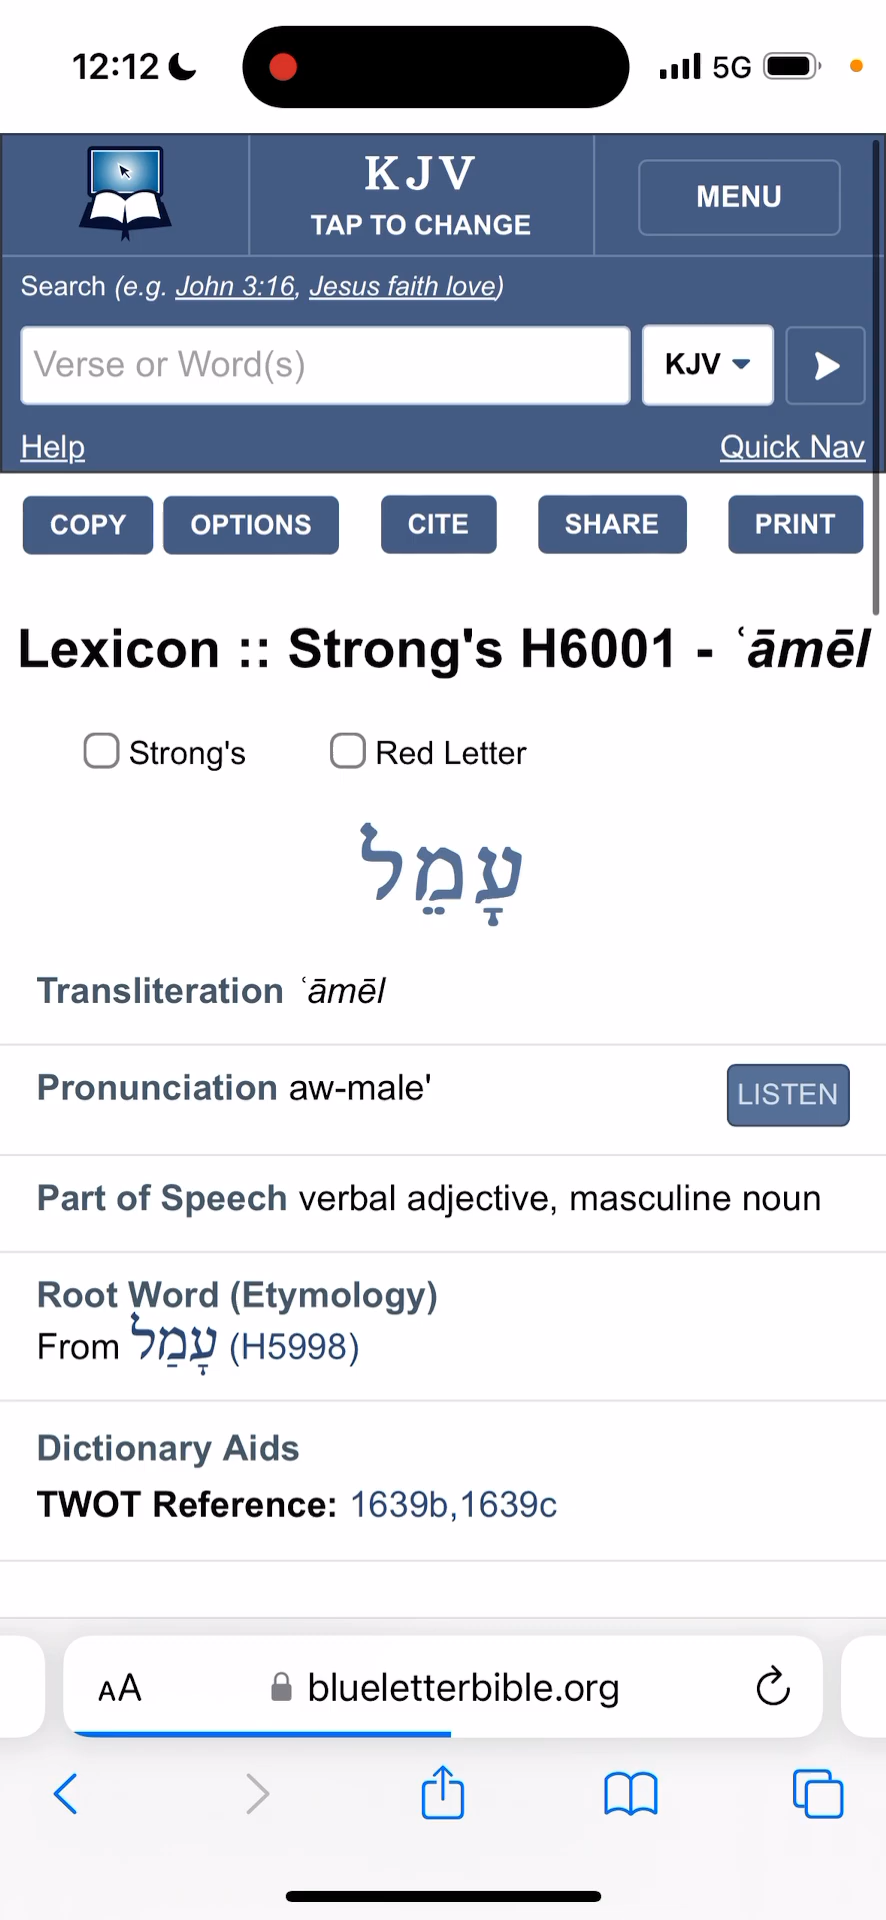 12:12 5G
KJV
TAP TO CHANGE
MENU
Search (e.g. John 3:16, Jesus faith love)
Verse or Word(s) KJV
Help Quick Nav
COPY OPTIONS CITE SHARE PRINT
Lexicon :: Strong's H6001 - ʿāmēl
Strong's Red Letter
עָמֵל
Transliteration ʿāmēl
Pronunciation aw-male' LISTEN
Part of Speech verbal adjective, masculine noun
Root Word (Etymology)
From עָמַל (H5998)
Dictionary Aids
TWOT Reference: 1639b,1639c
AA blueletterbible.org